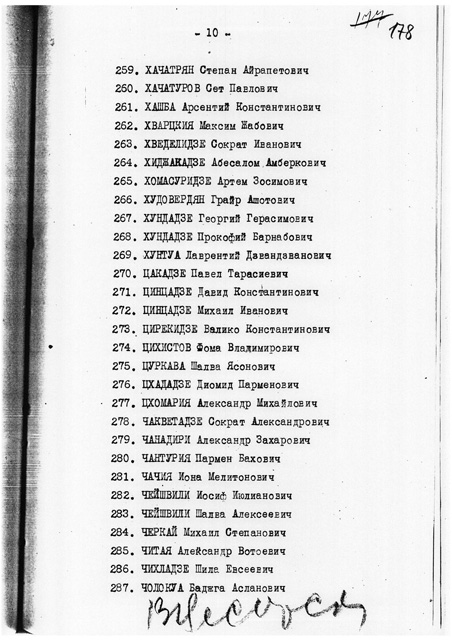 - 10 -
178
259. ХАЧАТРЯН Степан Айрапетович
260. ХАЧАТУРОВ Сет Павлович
261. ХАШБА Арсентий Константинович
262. ХВАРЦКИЯ Максим Жабович
263. ХВЕДЕЛИДЗЕ Сократ Иванович
264. ХИДЖАКАДЗЕ Абесалом Амберкович
265. ХОМАСУРИДЗЕ Артем Зосимович
266. ХУДОВЕРДЯН Грайр Ашотович
267. ХУНДАДЗЕ Георгий Герасимович
268. ХУНДАДЗЕ Прокофий Барнабович
269. ХУНТУА Лаврентий Дзвандзванович
270. ЦАКАДЗЕ Павел Тарасиевич
271. ЦИНЦАДЗЕ Давид Константинович
272. ЦИНЦАДЗЕ Михаил Иванович
273. ЦИРЕКИДЗЕ Валико Константинович
274. ЦИХИСТОВ Фома Владимирович
275. ЦУРКАВА Шалва Ясонович
276. ЦХАДАДЗЕ Диомид Парменович
277. ЦХОМАРИЯ Александр Михайлович
278. ЧАКВЕТАДЗЕ Сократ Александрович
279. ЧАНАДИРИ Александр Захарович
280. ЧАНТУРИЯ Пармен Бахович
281. ЧАЧИЯ Иона Мелитонович
282. ЧЕЙШВИЛИ Иосиф Июлианович
283. ЧЕЙШВИЛИ Шалва Алексеевич
284. ЧЕРКАЙ Михаил Степанович
285. ЧИТАЯ Александр Вотоевич
286. ЧИХЛАДЗЕ Шила Евсеевич
287. ЧОЛОКУА Баджга Асланович